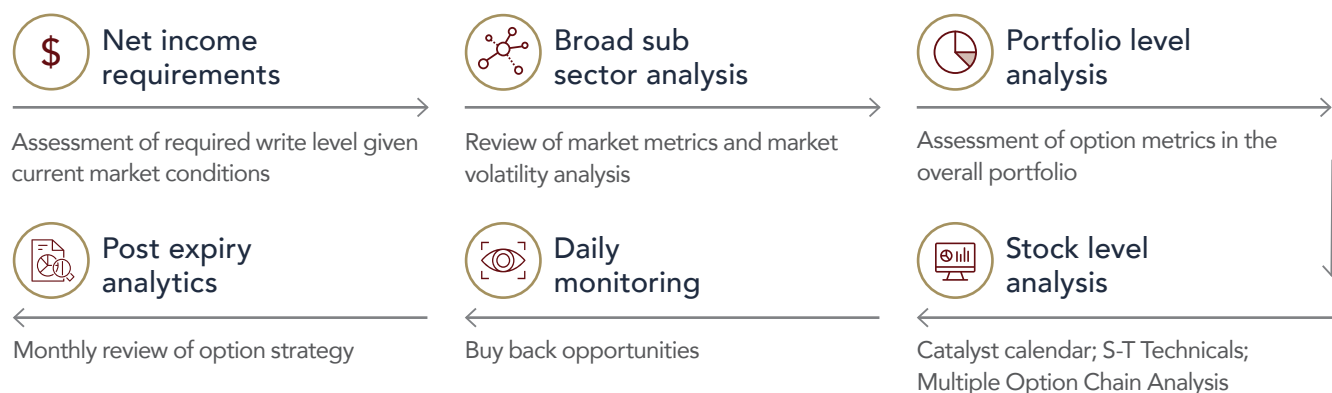 $
Net income
requirements
Assessment of required write level given
current market conditions
Broad sub
sector analysis
Review of market metrics and market
volatility analysis
Portfolio level
analysis
Assessment of option metrics in the
overall portfolio
Stock level
analysis
Catalyst calendar; S-T Technicals;
Multiple Option Chain Analysis
Daily
monitoring
Buy back opportunities
Post expiry
analytics
Monthly review of option strategy